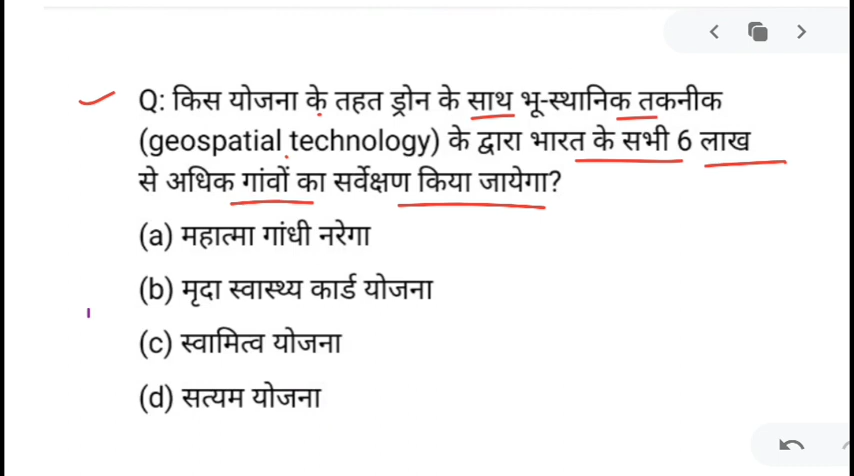 Q: किस योजना के तहत ड्रोन के साथ भू-स्थानिक तकनीक
(geospatial technology) के द्वारा भारत के सभी 6 लाख
से अधिक गांवों का सर्वेक्षण किया जायेगा?
(a) महात्मा गांधी नरेगा
(b) मृदा स्वास्थ्य कार्ड योजना
(c) स्वामित्व योजना
(d) सत्यम योजना